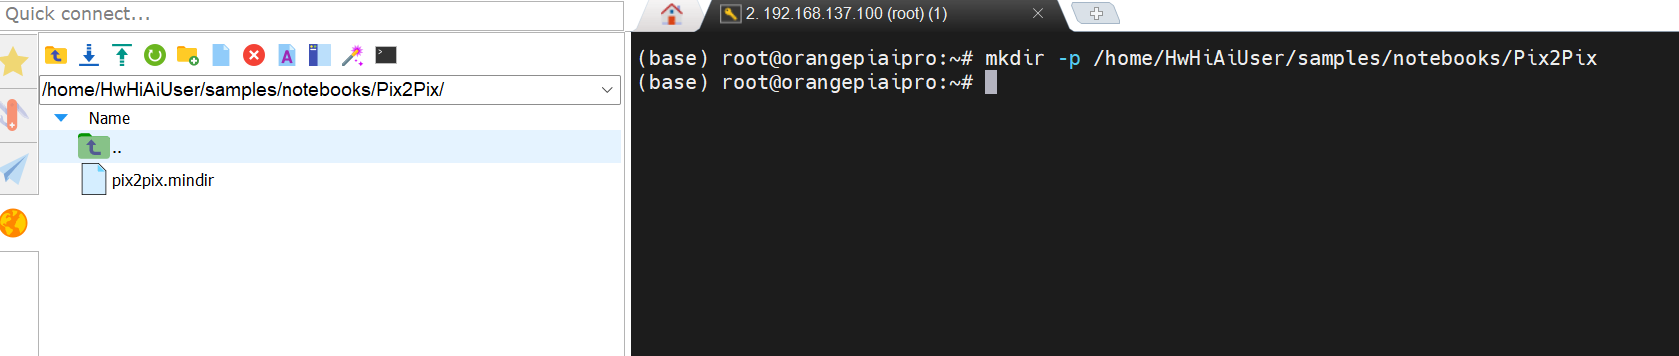 Quick connect...
2. 192.168.137.100 (root) (1)
/home/HwHiAiUser/samples/notebooks/Pix2Pix/
Name
..
pix2pix.mindir
(base) root@orangepiaipro:~# mkdir -p /home/HwHiAiUser/samples/notebooks/Pix2Pix
(base) root@orangepiaipro:~#